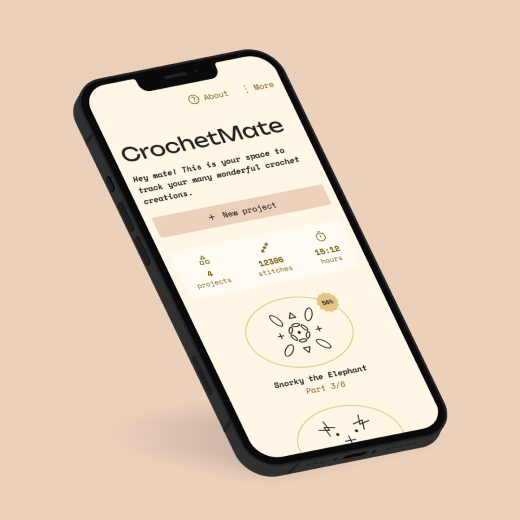 About
More
CrochetMate
Hey mate! This is your space to
track your many wonderful crochet
creations.
+ New project
4
12396
15:12
projects
stitches
hours
56%
Snorky the Elephant
Part 3/6